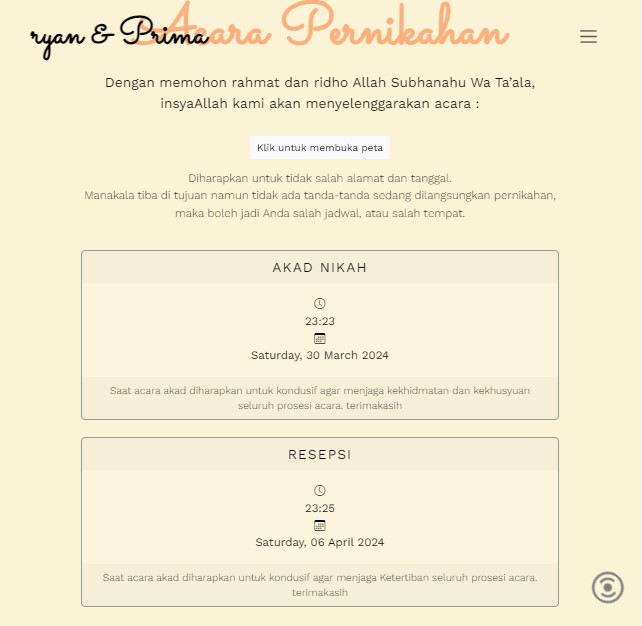 Acara Pernikahan
ryan & Prima
Dengan memohon rahmat dan ridho Allah Subhanahu Wa Ta’ala,
insyaAllah kami akan menyelenggarakan acara :
Klik untuk membuka peta
Diharapkan untuk tidak salah alamat dan tanggal.
Manakala tiba di tujuan namun tidak ada tanda-tanda sedang dilangsungkan pernikahan,
maka boleh jadi Anda salah jadwal, atau salah tempat.
AKAD NIKAH
23:23
Saturday, 30 March 2024
Saat acara akad diharapkan untuk kondusif agar menjaga kekhidmatan dan kekhusyuan
seluruh prosesi acara. terimakasih
RESEPSI
23:25
Saturday, 06 April 2024
Saat acara akad diharapkan untuk kondusif agar menjaga Ketertiban seluruh prosesi acara.
terimakasih